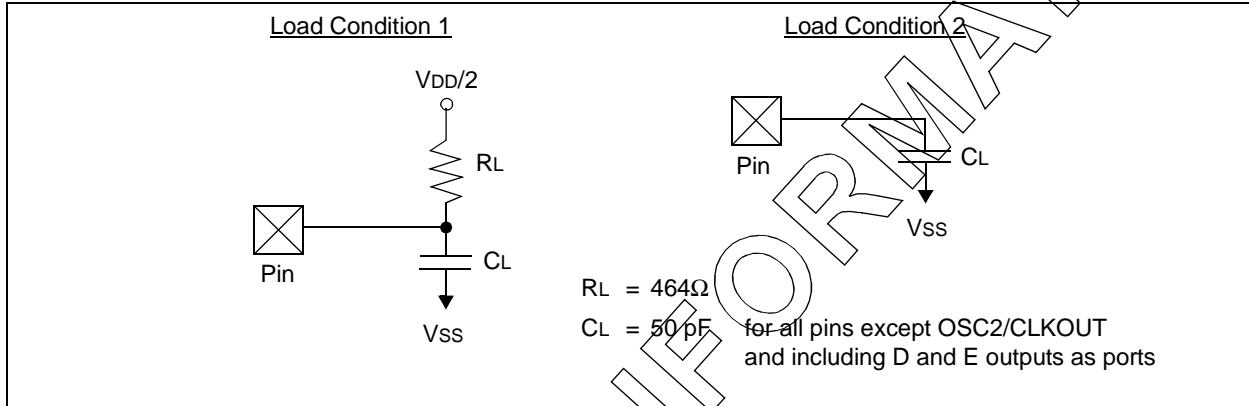 Load Condition 1
VDD/2
RL
Pin
CL
VSS
Load Condition 2
Pin
CL
VSS
RL = 464Ω
CL = 50 pF for all pins except OSC2/CLKOUT
and including D and E outputs as ports
IFORMA